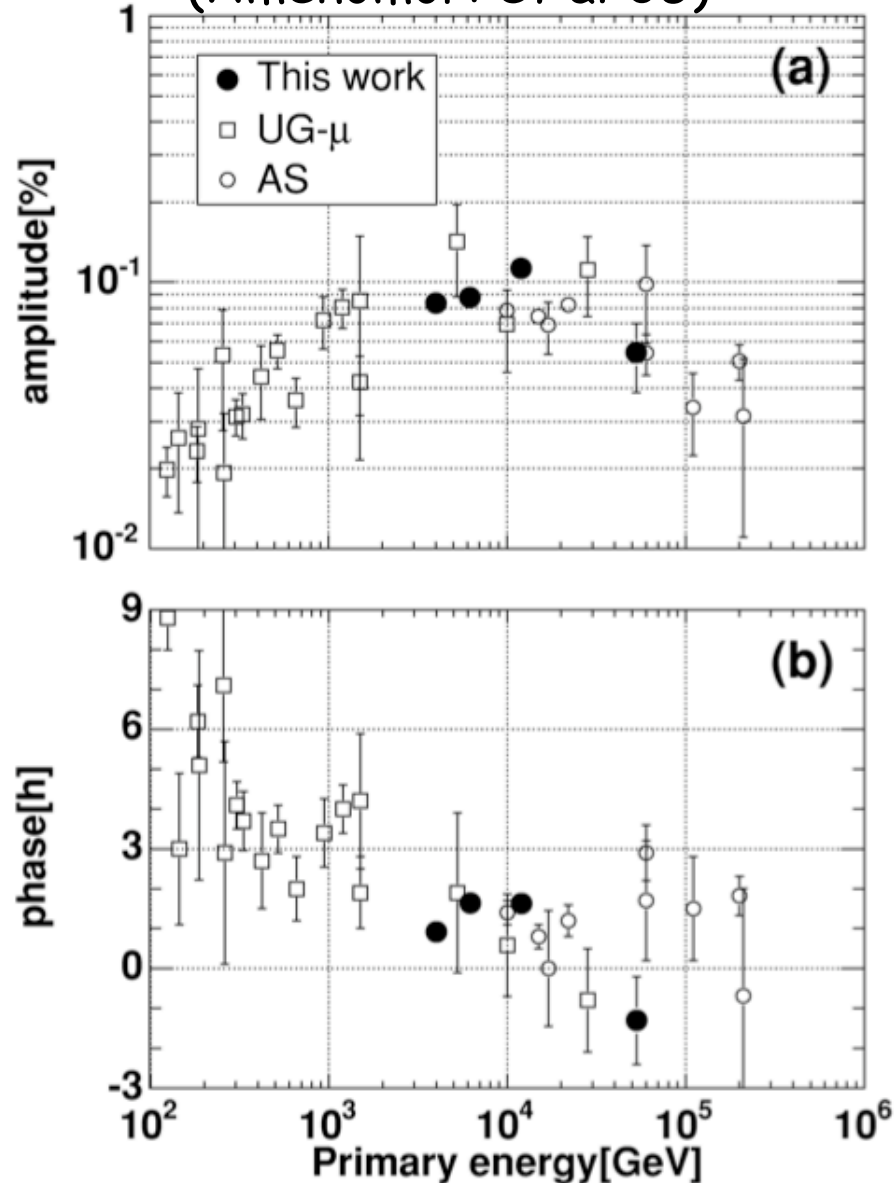 1
(a)
This work
UG-μ
AS
amplitude[%]
10-1
10-2
9
(b)
6
phase[h]
3
0
-3
10² 10³ 10⁴ 10⁵ 10⁶
Primary energy[GeV]